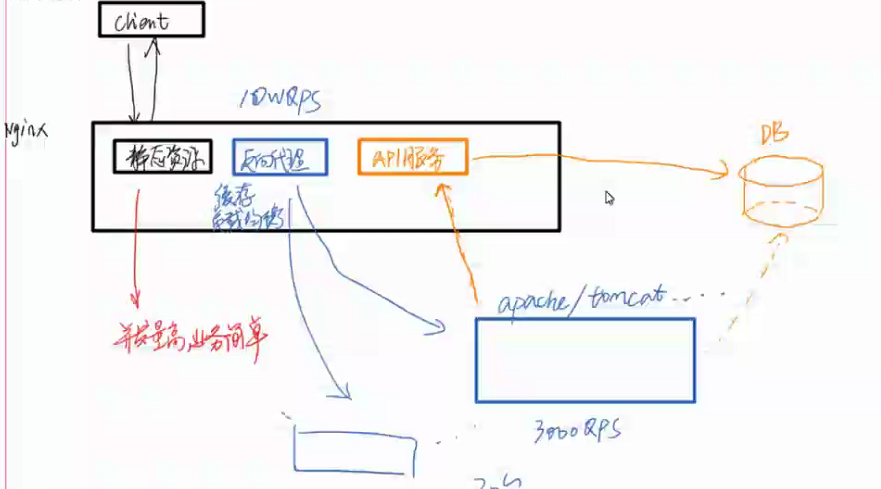 client
10WQPS
Nginx
静态资源
反向代理
API服务
DB
缓存
负载均衡
apache/tomcat....
并发量高,业务简单
3000QPS